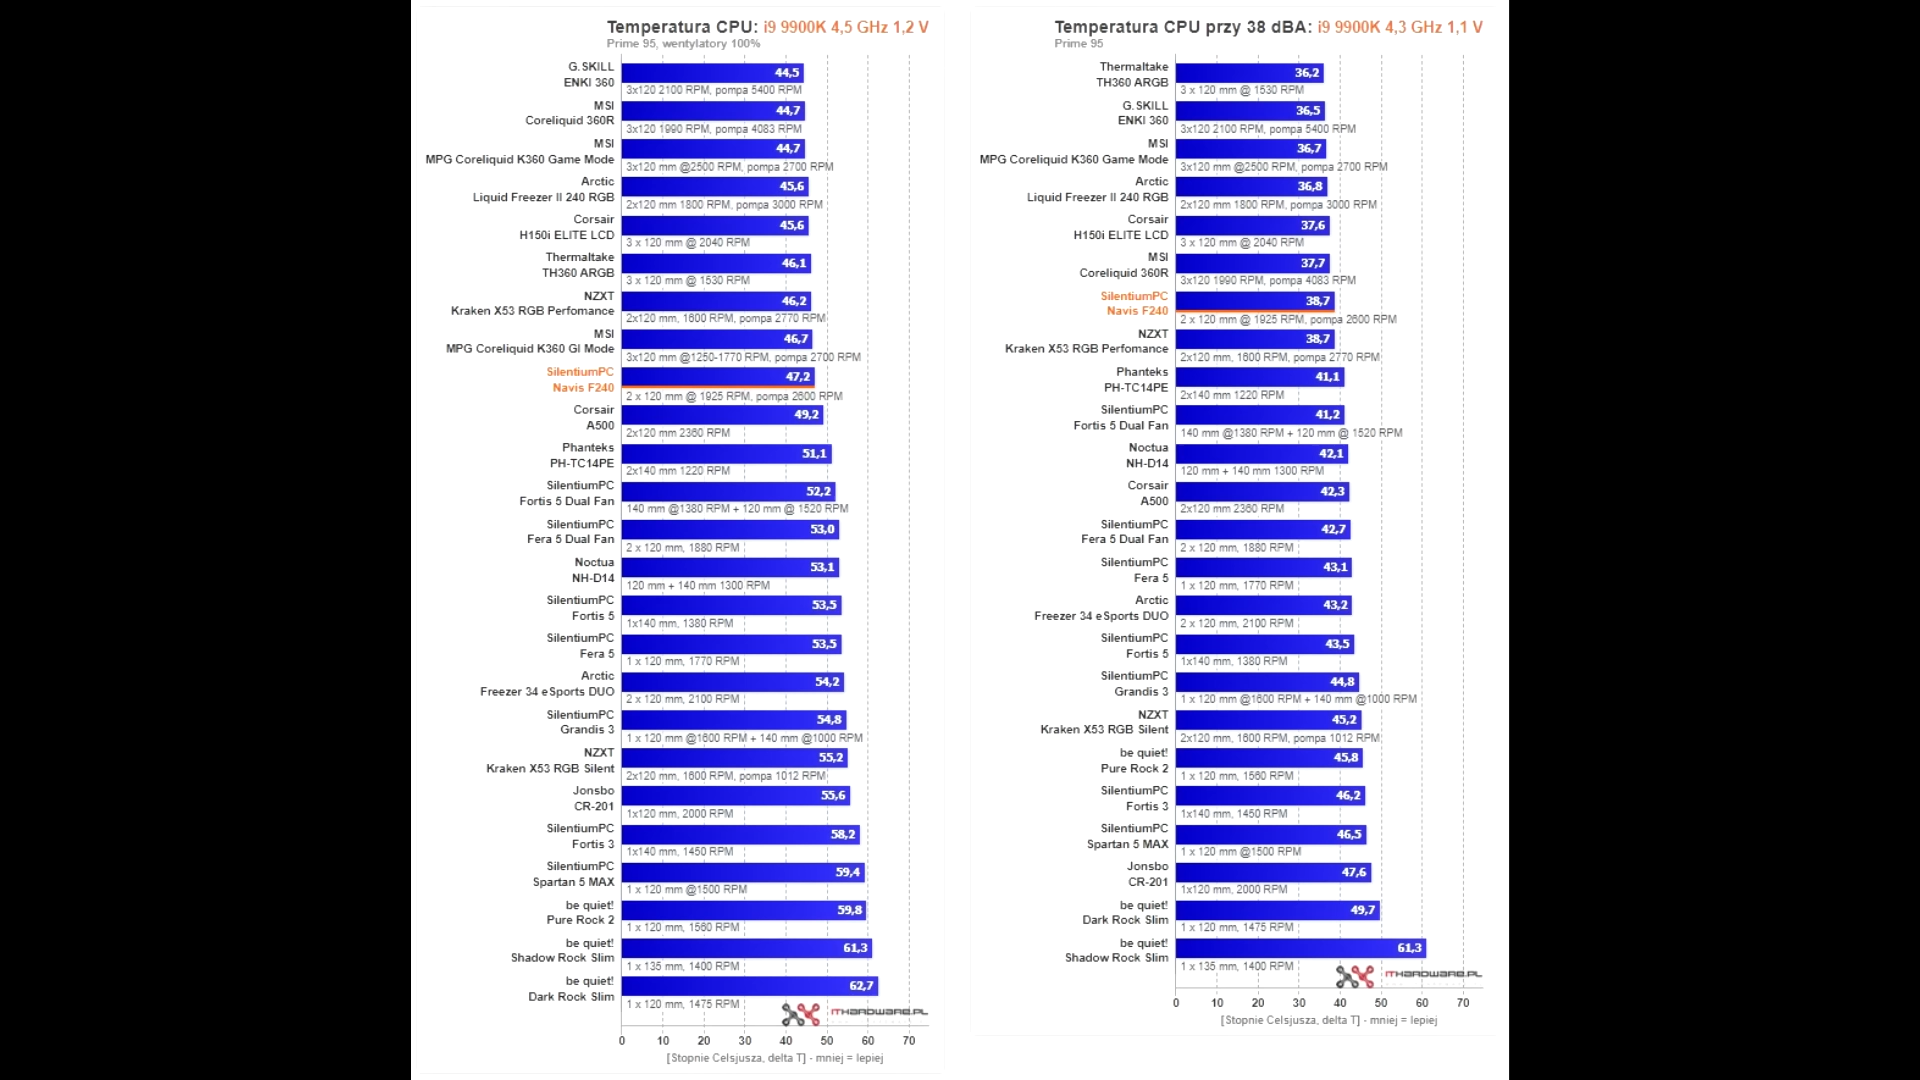 Temperatura CPU: i9 9900K 4,5 GHz 1,2 V
Prime 95, wentylatory 100%
G.SKILL
ENKI 360
44,5
3x120 2100 RPM, pompa 5400 RPM
MSI
Coreliquid 360R
44,7
3x120 1990 RPM, pompa 4083 RPM
MSI
MPG Coreliquid K360 Game Mode
44,7
3x120 mm @2500 RPM, pompa 2700 RPM
Arctic
Liquid Freezer II 240 RGB
45,6
2x120 mm 1800 RPM, pompa 3000 RPM
Corsair
H150i ELITE LCD
45,6
3 x 120 mm @ 2040 RPM
Thermaltake
TH360 ARGB
46,1
3 x 120 mm @ 1530 RPM
NZXT
Kraken X53 RGB Perfomance
46,2
2x120 mm, 1600 RPM, pompa 2770 RPM
MSI
MPG Coreliquid K360 GI Mode
46,7
3x120 mm @1250-1770 RPM, pompa 2700 RPM
SilentiumPC
Navis F240
47,2
2 x 120 mm @ 1925 RPM, pompa 2600 RPM
Corsair
A500
49,2
2x120 mm 2360 RPM
Phanteks
PH-TC14PE
51,1
2x140 mm 1220 RPM
SilentiumPC
Fortis 5 Dual Fan
52,2
140 mm @1380 RPM + 120 mm @ 1520 RPM
SilentiumPC
Fera 5 Dual Fan
53,0
2 x 120 mm, 1880 RPM
Noctua
NH-D14
53,1
120 mm + 140 mm 1300 RPM
SilentiumPC
Fortis 5
53,5
1x140 mm, 1380 RPM
SilentiumPC
Fera 5
53,5
1 x 120 mm, 1770 RPM
Arctic
Freezer 34 eSports DUO
54,2
2 x 120 mm, 2100 RPM
SilentiumPC
Grandis 3
54,8
1 x 120 mm @1600 RPM + 140 mm @1000 RPM
NZXT
Kraken X53 RGB Silent
55,2
2x120 mm, 1600 RPM, pompa 1012 RPM
Jonsbo
CR-201
55,6
1x120 mm, 2000 RPM
SilentiumPC
Fortis 3
58,2
1x140 mm, 1450 RPM
SilentiumPC
Spartan 5 MAX
59,4
1 x 120 mm @1500 RPM
be quiet!
Pure Rock 2
59,8
1 x 120 mm, 1560 RPM
be quiet!
Shadow Rock Slim
61,3
1 x 135 mm, 1400 RPM
be quiet!
Dark Rock Slim
62,7
1 x 120 mm, 1475 RPM
ITHARDWARE.PL
0 10 20 30 40 50 60 70
[Stopnie Celsjusza, delta T] - mniej = lepiej
Temperatura CPU przy 38 dBA: i9 9900K 4,3 GHz 1,1 V
Prime 95
Thermaltake
TH360 ARGB
36,2
3 x 120 mm @ 1530 RPM
G.SKILL
ENKI 360
36,5
3x120 2100 RPM, pompa 5400 RPM
MSI
MPG Coreliquid K360 Game Mode
36,7
3x120 mm @2500 RPM, pompa 2700 RPM
Arctic
Liquid Freezer II 240 RGB
36,8
2x120 mm 1800 RPM, pompa 3000 RPM
Corsair
H150i ELITE LCD
37,6
3 x 120 mm @ 2040 RPM
MSI
Coreliquid 360R
37,7
3x120 1990 RPM, pompa 4083 RPM
SilentiumPC
Navis F240
38,7
2 x 120 mm @ 1925 RPM, pompa 2600 RPM
NZXT
Kraken X53 RGB Perfomance
38,7
2x120 mm, 1600 RPM, pompa 2770 RPM
Phanteks
PH-TC14PE
41,1
2x140 mm 1220 RPM
SilentiumPC
Fortis 5 Dual Fan
41,2
140 mm @1380 RPM + 120 mm @ 1520 RPM
Noctua
NH-D14
42,1
120 mm + 140 mm 1300 RPM
Corsair
A500
42,3
2x120 mm 2360 RPM
SilentiumPC
Fera 5 Dual Fan
42,7
2 x 120 mm, 1880 RPM
SilentiumPC
Fera 5
43,1
1 x 120 mm, 1770 RPM
Arctic
Freezer 34 eSports DUO
43,2
2 x 120 mm, 2100 RPM
SilentiumPC
Fortis 5
43,5
1x140 mm, 1380 RPM
SilentiumPC
Grandis 3
44,8
1 x 120 mm @1600 RPM + 140 mm @1000 RPM
NZXT
Kraken X53 RGB Silent
45,2
2x120 mm, 1600 RPM, pompa 1012 RPM
be quiet!
Pure Rock 2
45,8
1 x 120 mm, 1560 RPM
SilentiumPC
Fortis 3
46,2
1x140 mm, 1450 RPM
SilentiumPC
Spartan 5 MAX
46,5
1 x 120 mm @1500 RPM
Jonsbo
CR-201
47,6
1x120 mm, 2000 RPM
be quiet!
Dark Rock Slim
49,7
1 x 120 mm, 1475 RPM
be quiet!
Shadow Rock Slim
61,3
1 x 135 mm, 1400 RPM
ITHARDWARE.PL
0 10 20 30 40 50 60 70
[Stopnie Celsjusza, delta T] - mniej = lepiej